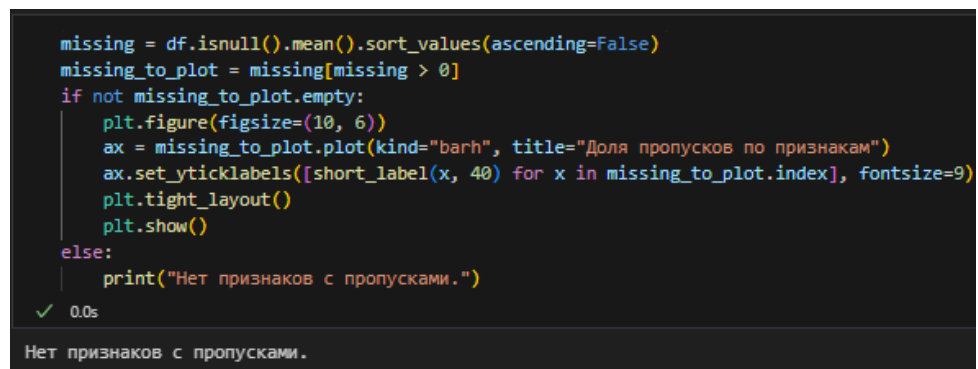 missing = df.isnull().mean().sort_values(ascending=False)
missing_to_plot = missing[missing > 0]
if not missing_to_plot.empty:
    plt.figure(figsize=(10, 6))
    ax = missing_to_plot.plot(kind="barh", title="Доля пропусков по признакам")
    ax.set_yticklabels([short_label(x, 40) for x in missing_to_plot.index], fontsize=9)
    plt.tight_layout()
    plt.show()
else:
    print("Нет признаков с пропусками.")
✓ 0.0s
Нет признаков с пропусками.